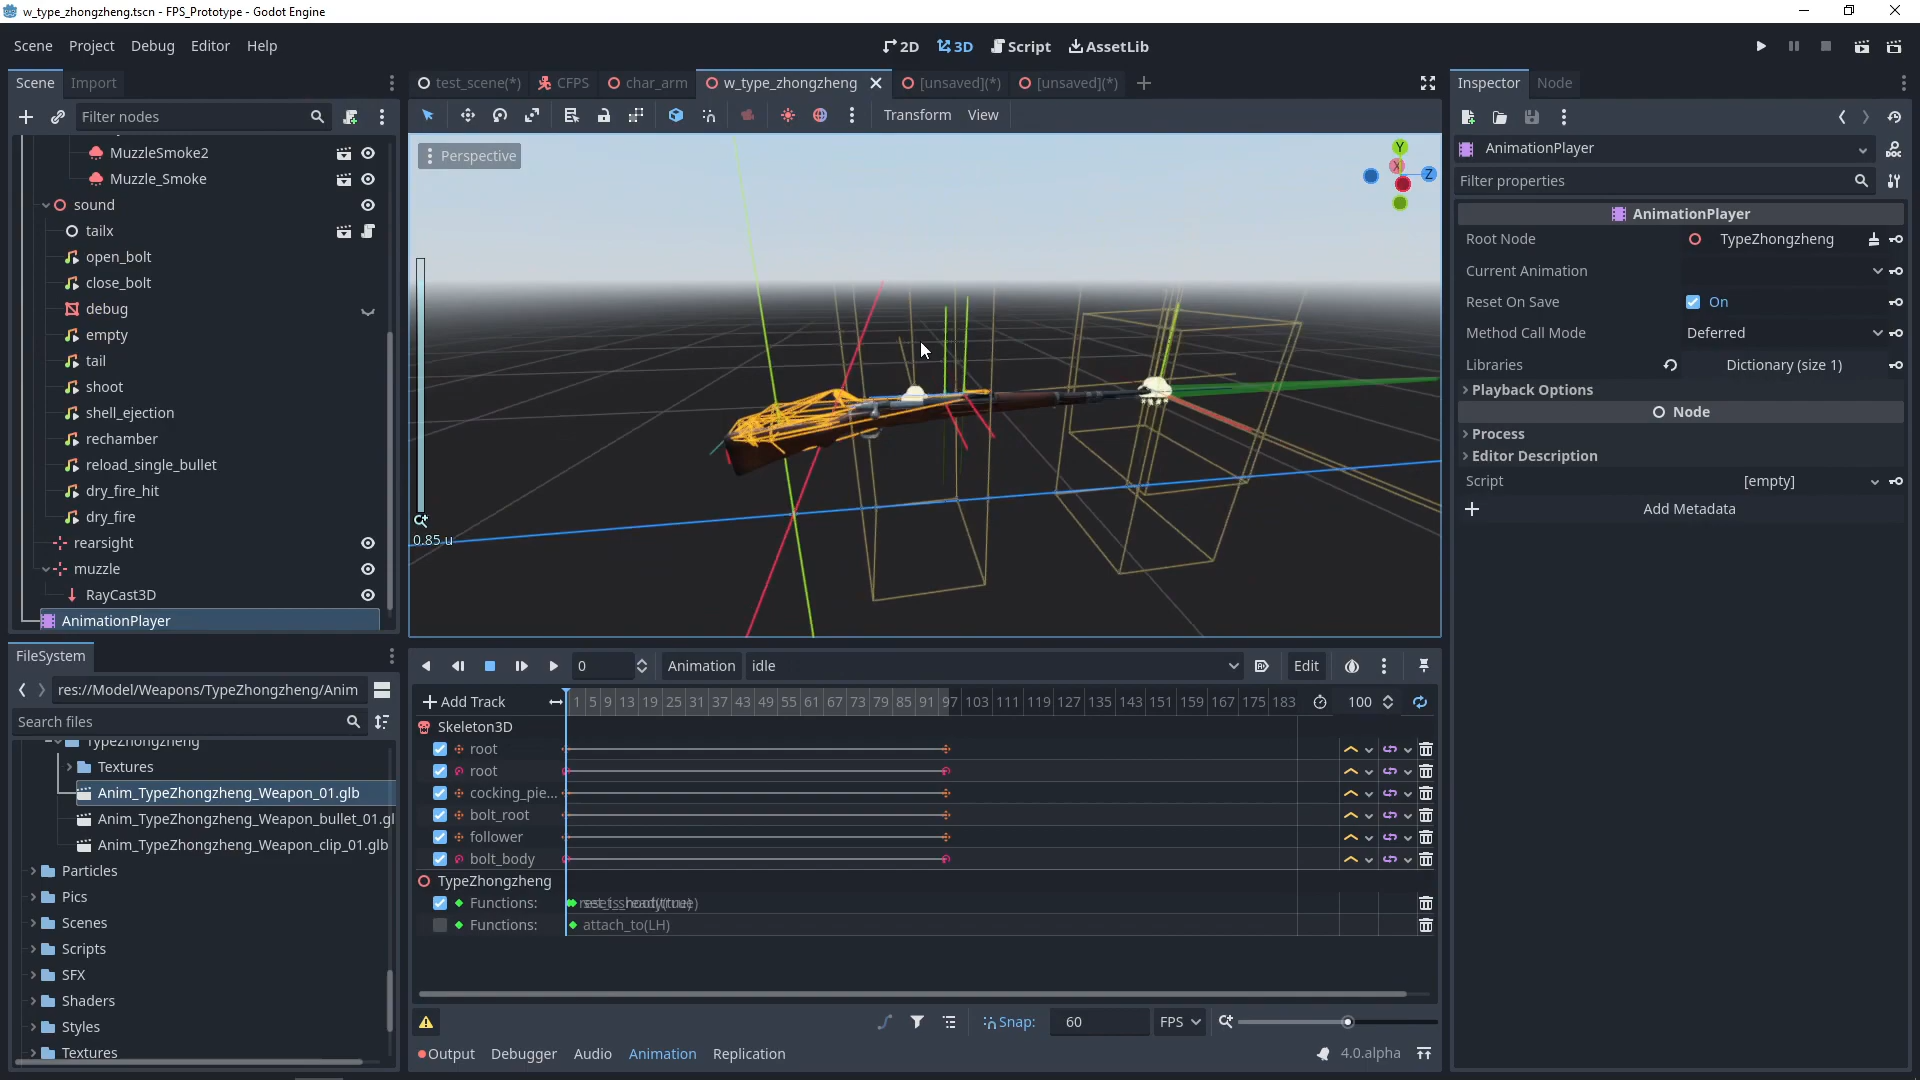 w_type_zhongzheng.tscn - FPS_Prototype - Godot Engine
Scene Project Debug Editor Help
2D 3D Script AssetLib
Scene Import
test_scene(*) CFPS char_arm w_type_zhongzheng [unsaved](*) [unsaved](*)
Inspector Node
Filter nodes
Transform View
MuzzleSmoke2
Muzzle_Smoke
sound
tailx
open_bolt
close_bolt
debug
empty
tail
shoot
shell_ejection
rechamber
reload_single_bullet
dry_fire_hit
dry_fire
rearsight
muzzle
RayCast3D
AnimationPlayer
Perspective
Y
X
Z
0.85 u
AnimationPlayer
DOC
Filter properties
AnimationPlayer
Root Node TypeZhongzheng
Current Animation
Reset On Save On
Method Call Mode Deferred
Libraries Dictionary (size 1)
Playback Options
Node
Process
Editor Description
Script [empty]
Add Metadata
FileSystem
res://Model/Weapons/TypeZhongzheng/Anim
Search files
TypeZhongzheng
Textures
Anim_TypeZhongzheng_Weapon_01.glb
Anim_TypeZhongzheng_Weapon_bullet_01.gl
Anim_TypeZhongzheng_Weapon_clip_01.glb
Particles
Pics
Scenes
Scripts
SFX
Shaders
Styles
Textures
0 Animation idle Edit
Add Track 1 5 9 13 19 25 31 37 43 49 55 61 67 73 79 85 91 97 103 111 119 127 135 143 151 159 167 175 183 100
Skeleton3D
root
root
cocking_pie...
bolt_root
follower
bolt_body
TypeZhongzheng
Functions:
Functions: attach_to(LH)
Snap: 60 FPS
Output Debugger Audio Animation Replication 4.0.alpha